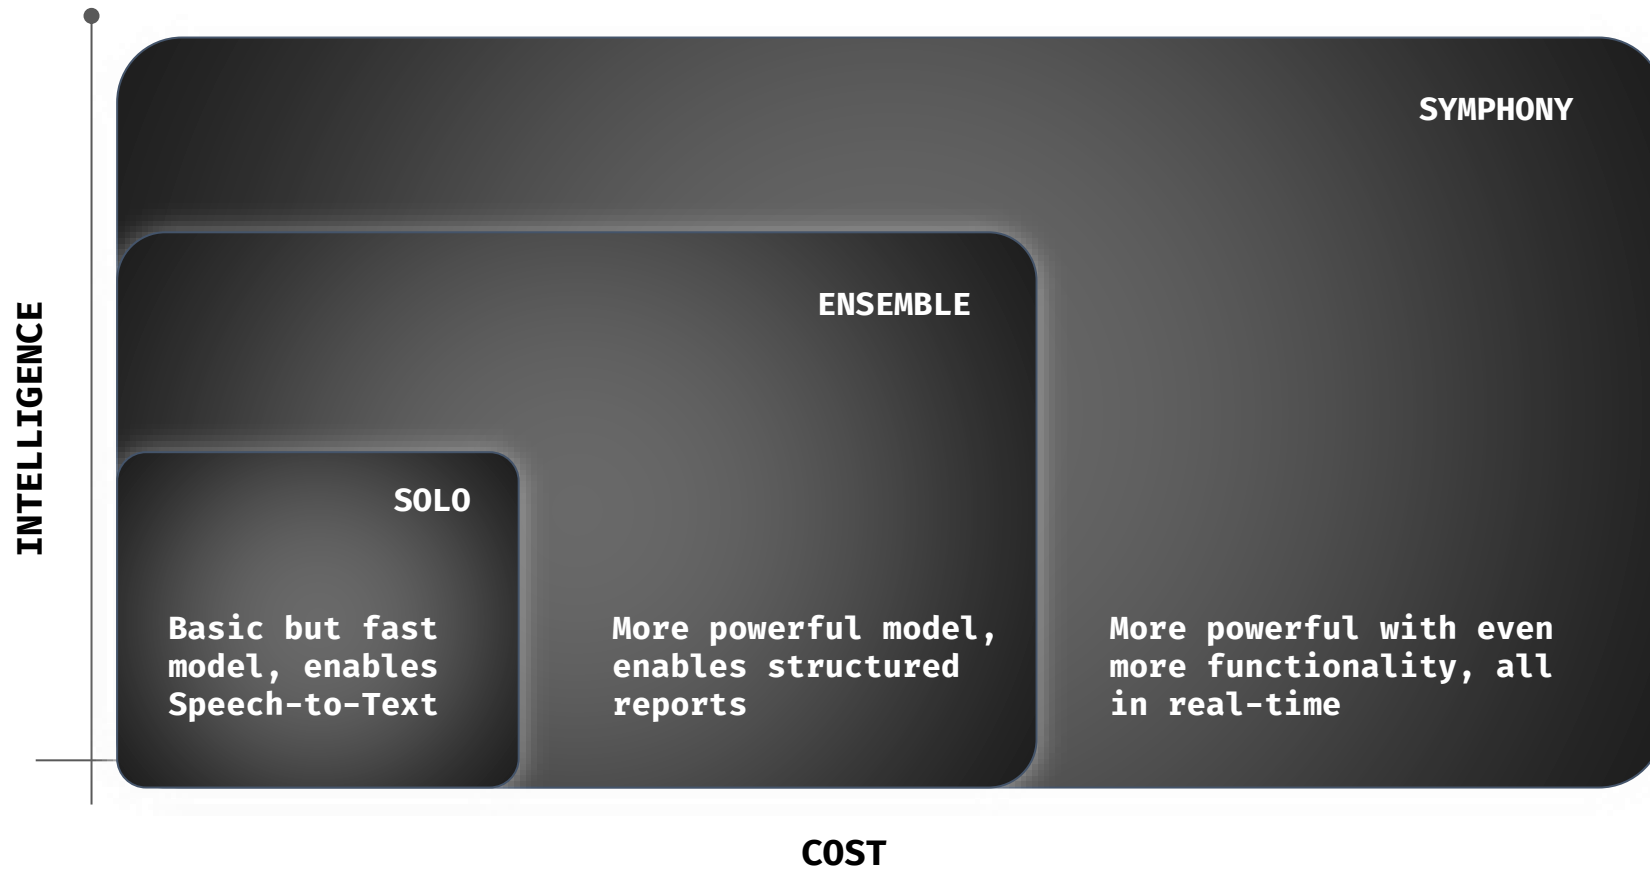 SYMPHONY
ENSEMBLE
SOLO
INTELLIGENCE
Basic but fast
model, enables
Speech-to-Text
More powerful model,
enables structured
reports
More powerful with even
more functionality, all
in real-time
COST